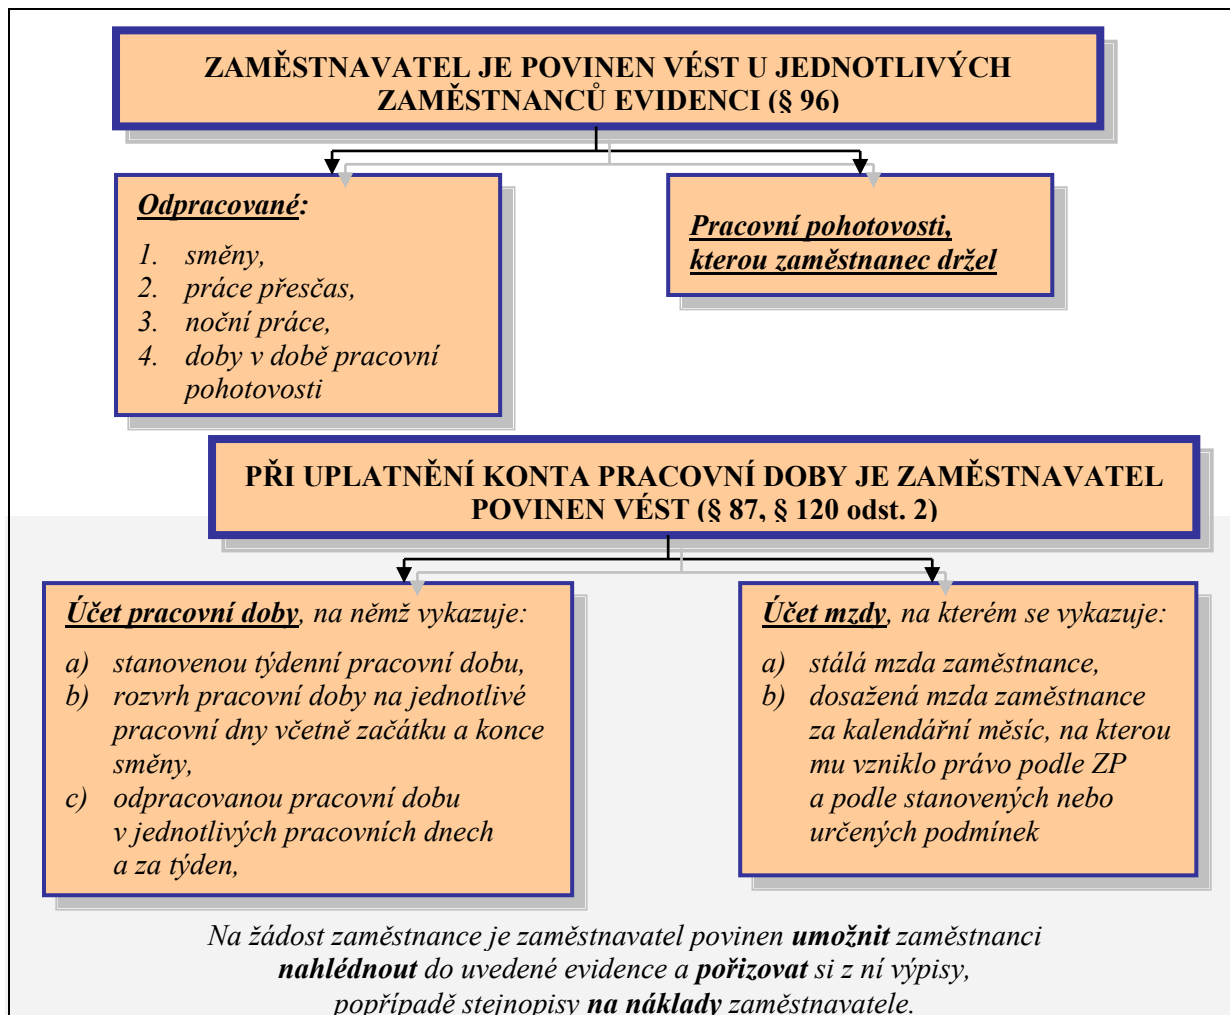 ZAMĚSTNAVATEL JE POVINEN VÉST U JEDNOTLIVÝCH
ZAMĚSTNANCŮ EVIDENCI (§ 96)
Odpracované:
1. směny,
2. práce přesčas,
3. noční práce,
4. doby v době pracovní
pohotovosti
Pracovní pohotovosti,
kterou zaměstnanec držel
PŘI UPLATNĚNÍ KONTA PRACOVNÍ DOBY JE ZAMĚSTNAVATEL
POVINEN VÉST (§ 87, § 120 odst. 2)
Účet pracovní doby, na němž vykazuje:
a) stanovenou týdenní pracovní dobu,
b) rozvrh pracovní doby na jednotlivé
pracovní dny včetně začátku a konce
směny,
c) odpracovanou pracovní dobu
v jednotlivých pracovních dnech
a za týden,
Účet mzdy, na kterém se vykazuje:
a) stálá mzda zaměstnance,
b) dosažená mzda zaměstnance
za kalendářní měsíc, na kterou
mu vzniklo právo podle ZP
a podle stanovených nebo
určených podmínek
Na žádost zaměstnance je zaměstnavatel povinen umožnit zaměstnanci
nahlédnout do uvedené evidence a pořizovat si z ní výpisy,
popřípadě stejnopisy na náklady zaměstnavatele.